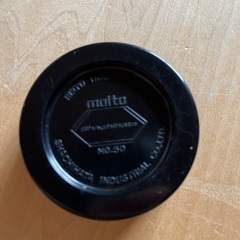 molto
Shachihata
NO.50
SHACHIHATA INDUSTRIAL CO.,LTD.